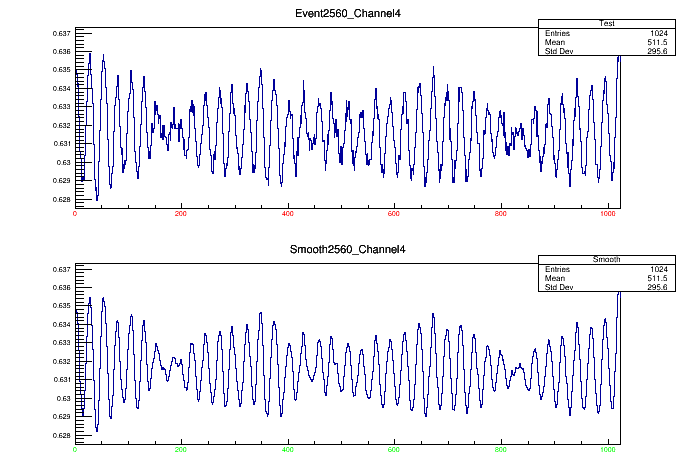 Event2560_Channel4
Test
Entries 1024
Mean 511.5
Std Dev 295.6
0.637
0.636
0.635
0.634
0.633
0.632
0.631
0.63
0.629
0.628
0 200 400 600 800 1000
Smooth2560_Channel4
Smooth
Entries 1024
Mean 511.5
Std Dev 295.6
0.637
0.636
0.635
0.634
0.633
0.632
0.631
0.63
0.629
0.628
0 200 400 600 800 1000